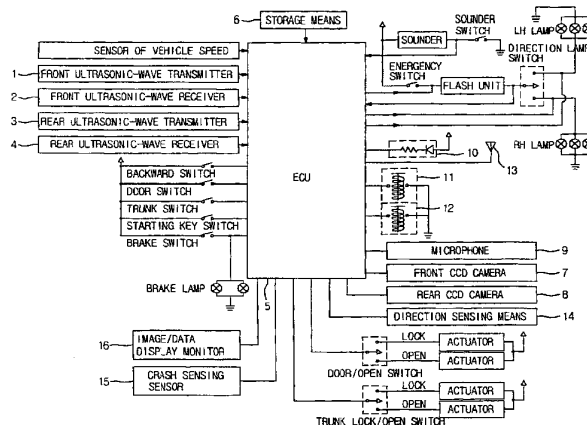 6
STORAGE MEANS
SENSOR OF VEHICLE SPEED
1
FRONT ULTRASONIC-WAVE TRANSMITTER
2
FRONT ULTRASONIC-WAVE RECEIVER
3
REAR ULTRASONIC-WAVE TRANSMITTER
4
REAR ULTRASONIC-WAVE RECEIVER
BACKWARD SWITCH
DOOR SWITCH
TRUNK SWITCH
STARTING KEY SWITCH
BRAKE SWITCH
BRAKE LAMP
5
ECU
SOUNDER SWITCH
SOUNDER
EMERGENCY SWITCH
FLASH UNIT
LH LAMP
DIRECTION LAMP SWITCH
RH LAMP
10
13
11
12
MICROPHONE
9
FRONT CCD CAMERA
7
REAR CCD CAMERA
8
DIRECTION SENSING MEANS
14
16
IMAGE/DATA
DISPLAY MONITOR
15
CRASH SENSING
SENSOR
LOCK
ACTUATOR
OPEN
ACTUATOR
DOOR/OPEN SWITCH
LOCK
ACTUATOR
OPEN
ACTUATOR
TRUNK LOCK/OPEN SWITCH